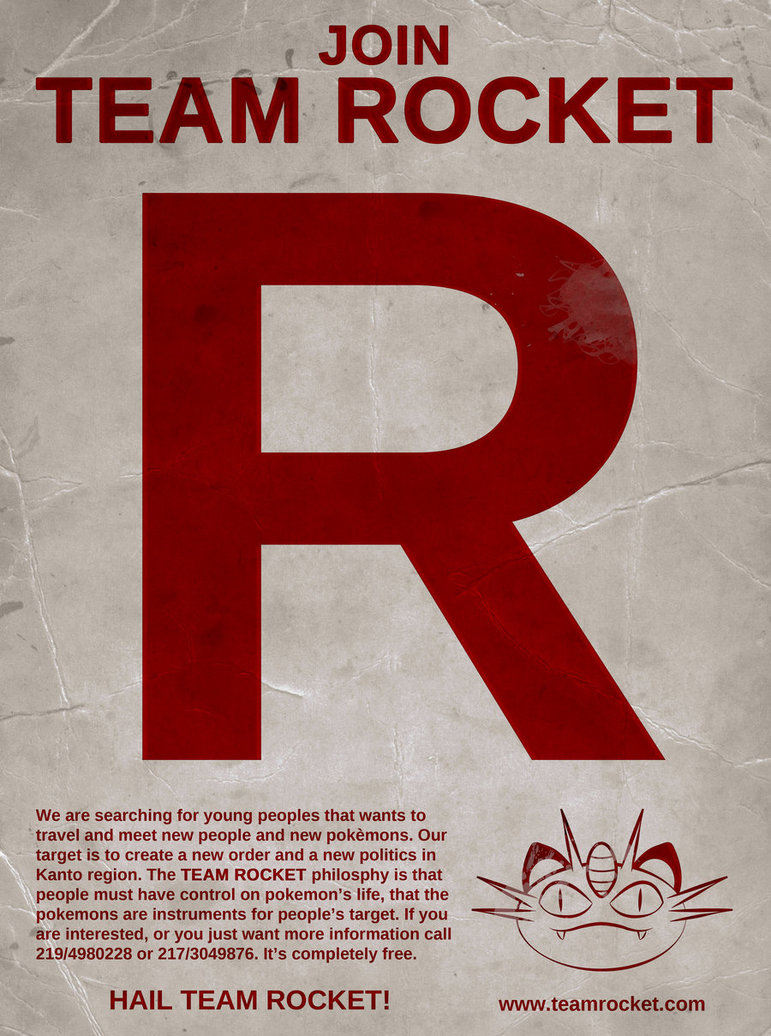 JOIN
TEAM ROCKET
R
We are searching for young peoples that wants to
travel and meet new people and new pokèmons. Our
target is to create a new order and a new politics in
Kanto region. The TEAM ROCKET philosphy is that
people must have control on pokemon’s life, that the
pokemons are instruments for people’s target. If you
are interested, or you just want more information call
219/4980228 or 217/3049876. It’s completely free.
HAIL TEAM ROCKET!
www.teamrocket.com